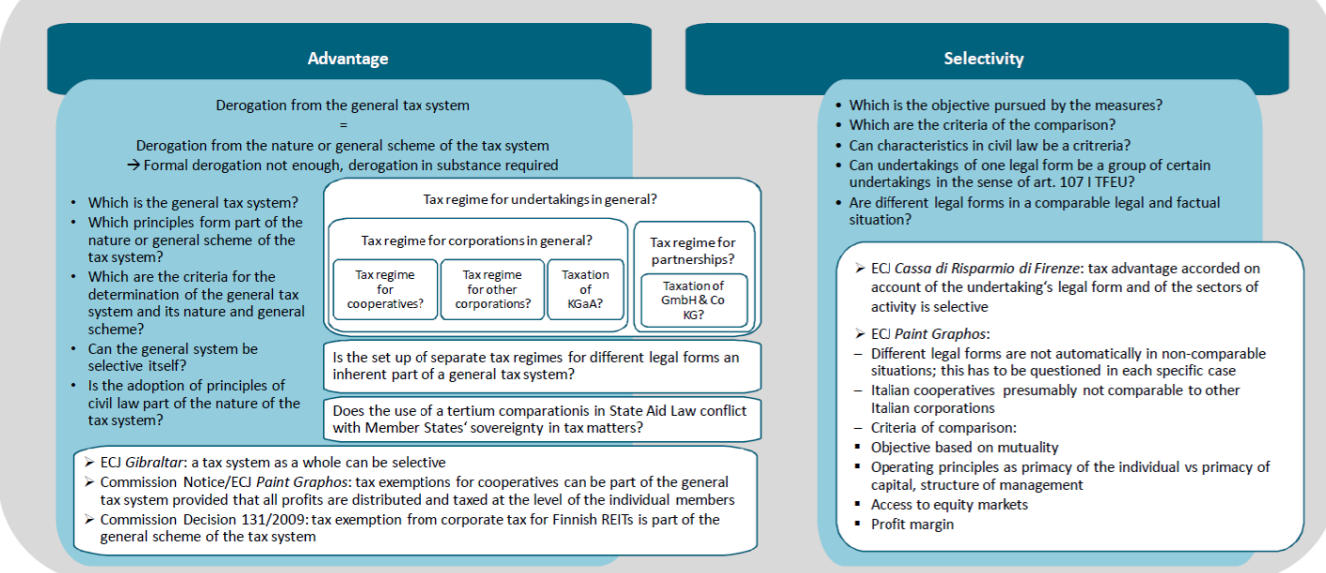 Advantage
Derogation from the general tax system
=
Derogation from the nature or general scheme of the tax system
→ Formal derogation not enough, derogation in substance required
• Which is the general tax system?
• Which principles form part of the
nature or general scheme of the
tax system?
• Which are the criteria for the
determination of the general tax
system and its nature and general
scheme?
• Can the general system be
selective itself?
• Is the adoption of principles of
civil law part of the nature of the
tax system?
Tax regime for undertakings in general?
Tax regime for corporations in general?
Tax regime
for
cooperatives?
Tax regime
for other
corporations?
Taxation
of
KGaA?
Tax regime for
partnerships?
Taxation of
GmbH & Co
KG?
Is the set up of separate tax regimes for different legal forms an
inherent part of a general tax system?
Does the use of a tertium comparationis in State Aid Law conflict
with Member States‘ sovereignty in tax matters?
➢ ECJ Gibraltar: a tax system as a whole can be selective
➢ Commission Notice/ECJ Paint Graphos: tax exemptions for cooperatives can be part of the general
tax system provided that all profits are distributed and taxed at the level of the individual members
➢ Commission Decision 131/2009: tax exemption from corporate tax for Finnish REITs is part of the
general scheme of the tax system
Selectivity
• Which is the objective pursued by the measures?
• Which are the criteria of the comparison?
• Can characteristics in civil law be a critreria?
• Can undertakings of one legal form be a group of certain
undertakings in the sense of art. 107 I TFEU?
• Are different legal forms in a comparable legal and factual
situation?
➢ ECJ Cassa di Risparmio di Firenze: tax advantage accorded on
account of the undertaking‘s legal form and of the sectors of
activity is selective
➢ ECJ Paint Graphos:
– Different legal forms are not automatically in non-comparable
situations; this has to be questioned in each specific case
– Italian cooperatives presumably not comparable to other
Italian corporations
– Criteria of comparison:
▪ Objective based on mutuality
▪ Operating principles as primacy of the individual vs primacy of
capital, structure of management
▪ Access to equity markets
▪ Profit margin